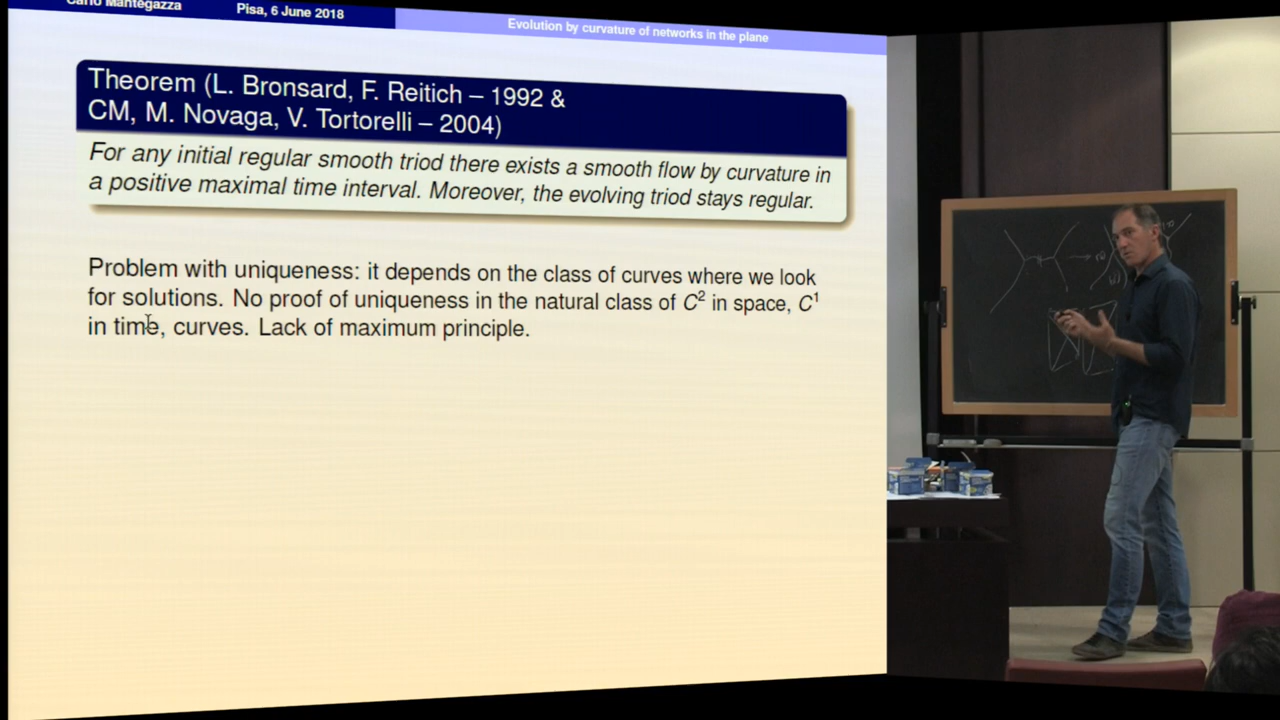 Carlo Mantegazza Pisa, 6 June 2018 Evolution by curvature of networks in the plane
Theorem (L. Bronsard, F. Reitich – 1992 &
CM, M. Novaga, V. Tortorelli – 2004)
For any initial regular smooth triod there exists a smooth flow by curvature in
a positive maximal time interval. Moreover, the evolving triod stays regular.
Problem with uniqueness: it depends on the class of curves where we look
for solutions. No proof of uniqueness in the natural class of C² in space, C¹
in time, curves. Lack of maximum principle.